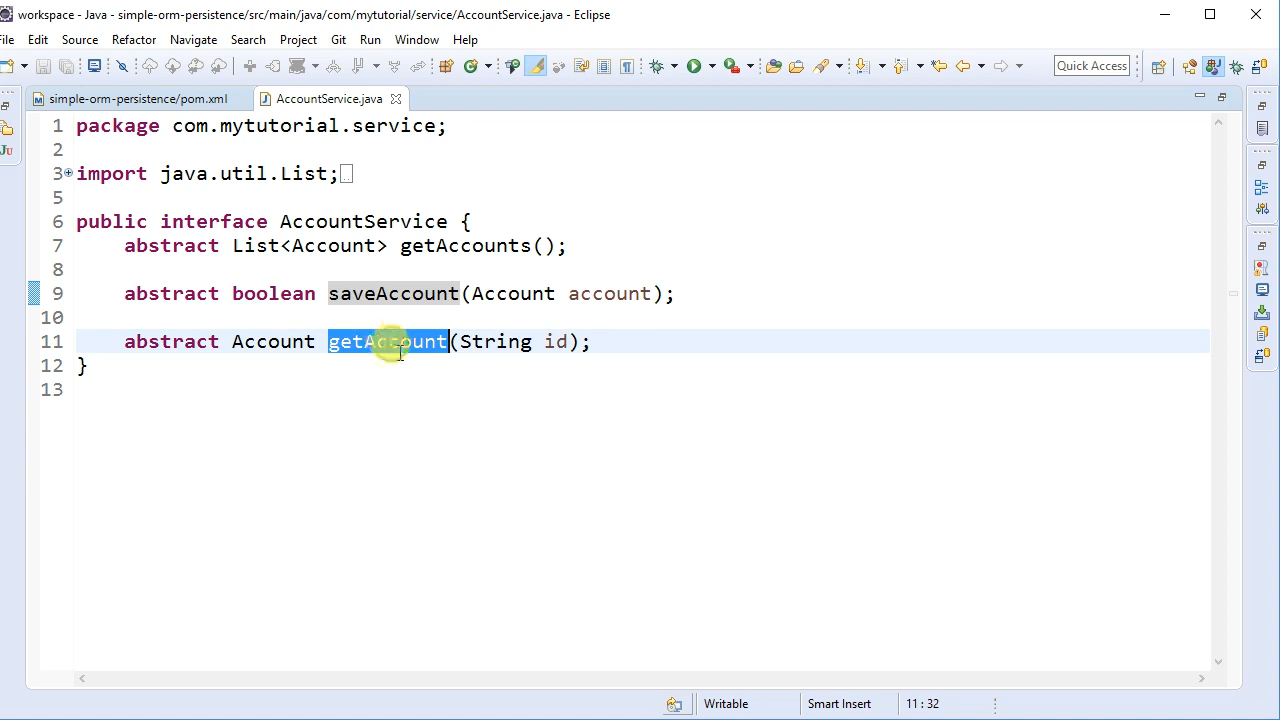 workspace - Java - simple-orm-persistence/src/main/java/com/mytutorial/service/AccountService.java - Eclipse
File Edit Source Refactor Navigate Search Project Git Run Window Help
Quick Access
simple-orm-persistence/pom.xml AccountService.java
1 package com.mytutorial.service;
2
3 import java.util.List;
5
6 public interface AccountService {
7 abstract List<Account> getAccounts();
8
9 abstract boolean saveAccount(Account account);
10
11 abstract Account getAccount(String id);
12 }
13
Writable Smart Insert 11 : 32